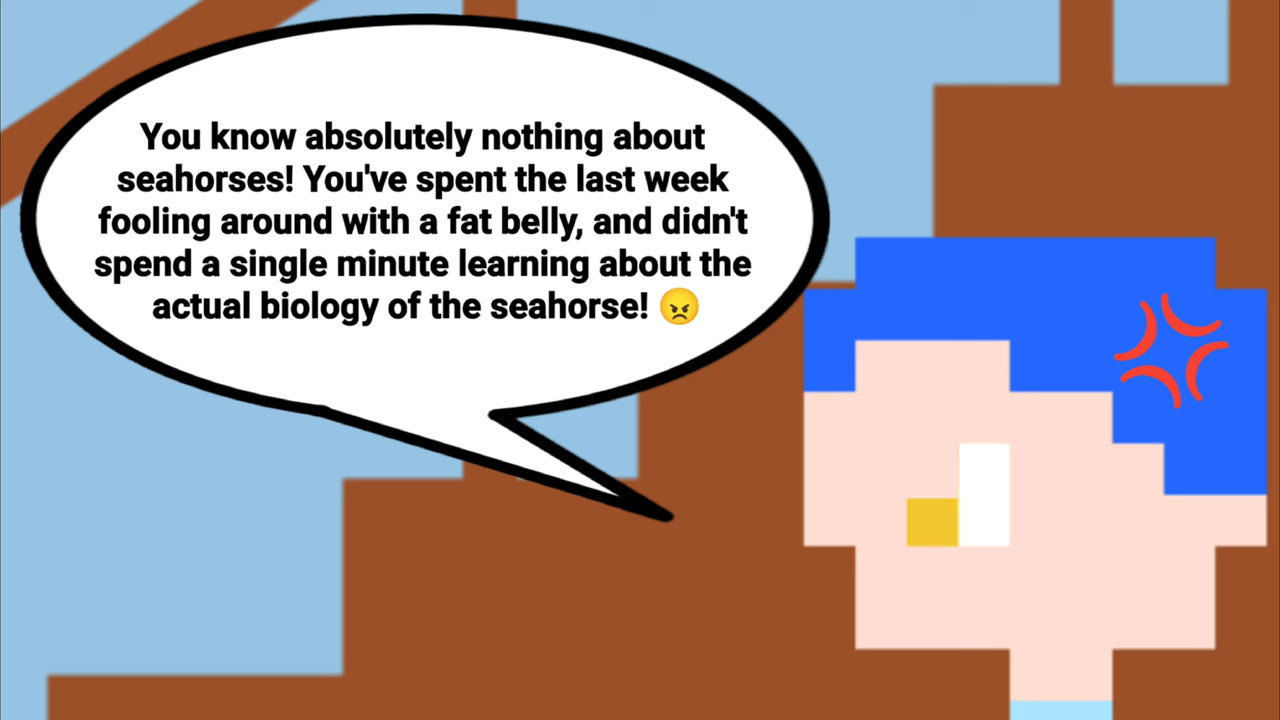 You know absolutely nothing about
seahorses! You've spent the last week
fooling around with a fat belly, and didn't
spend a single minute learning about the
actual biology of the seahorse! 😠